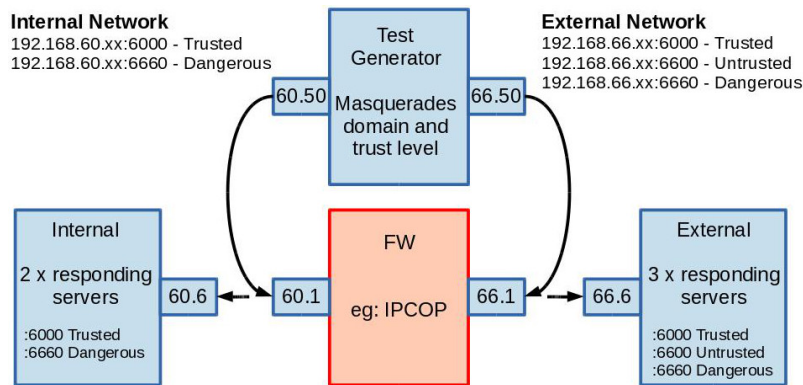 Internal Network
192.168.60.xx:6000 - Trusted
192.168.60.xx:6660 - Dangerous
Test
Generator
Masquerades
domain and
trust level
60.50
66.50
External Network
192.168.66.xx:6000 - Trusted
192.168.66.xx:6600 - Untrusted
192.168.66.xx:6660 - Dangerous
Internal
2 x responding
servers
:6000 Trusted
:6660 Dangerous
60.6
60.1
FW
eg: IPCOP
66.1
66.6
External
3 x responding
servers
:6000 Trusted
:6600 Untrusted
:6660 Dangerous